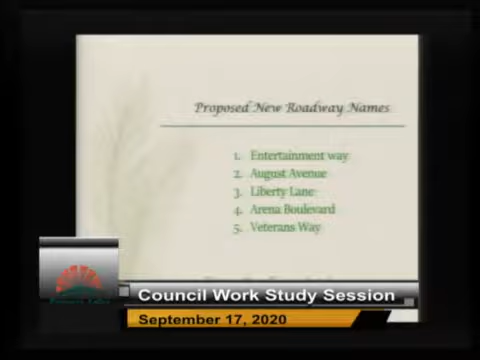 Proposed New Roadway Names
1. Entertainment way
2. August Avenue
3. Liberty Lane
4. Arena Boulevard
5. Veterans Way
Council Work Study Session
September 17, 2020